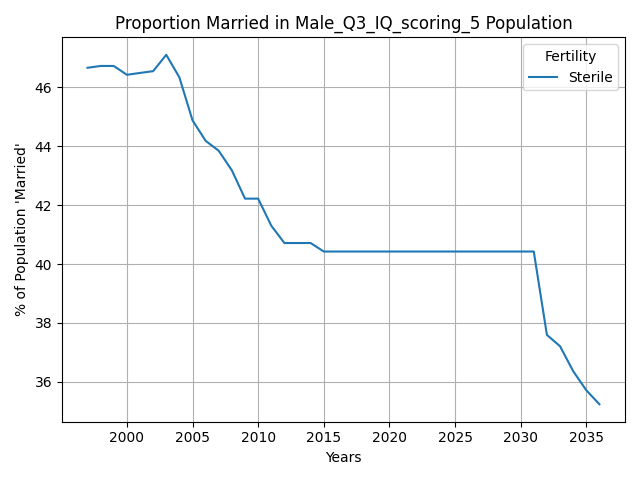 Proportion Married in Male_Q3_IQ_scoring_5 Population
Fertility
Sterile
% of Population 'Married'
46
44
42
40
38
36
2000 2005 2010 2015 2020 2025 2030 2035
Years